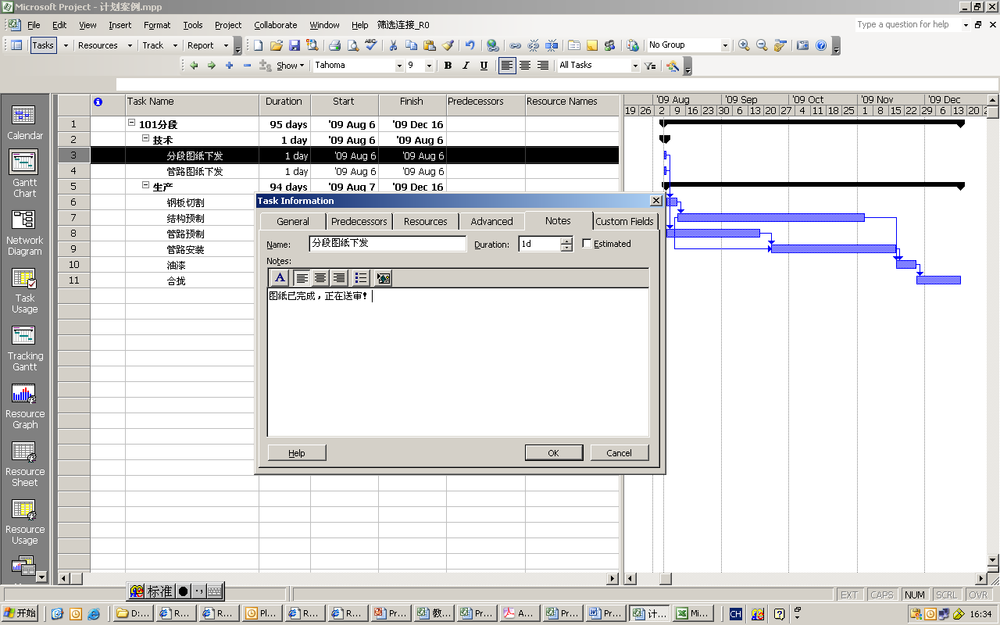 Microsoft Project - 计划案例.mpp
File Edit View Insert Format Tools Project Collaborate Window Help 筛选连接_R0
Type a question for help
Tasks Resources Track Report No Group
Show Tahoma 9 B I U All Tasks
Task Name Duration Start Finish Predecessors Resource Names
'09 Aug '09 Sep '09 Oct '09 Nov '09 Dec
19 26 2 9 16 23 30 6 13 20 27 4 11 18 25 1 8 15 22 29 6 13 20 27
1 101分段 95 days '09 Aug 6 '09 Dec 16
2 技术 1 day '09 Aug 6 '09 Aug 6
3 分段图纸下发 1 day '09 Aug 6 '09 Aug 6
4 管路图纸下发 1 day '09 Aug 6 '09 Aug 6
5 生产 94 days '09 Aug 7 '09 Dec 16
6 钢板切割
7 结构预制
8 管路预制
9 管路安装
10 油漆
11 合拢
Calendar
Gantt
Chart
Network
Diagram
Task
Usage
Tracking
Gantt
Resource
Graph
Resource
Sheet
Resource
Usage
Task Information
General Predecessors Resources Advanced Notes Custom Fields
Name: 分段图纸下发 Duration: 1d Estimated
Notes:
A
图纸已完成，正在送审！
Help OK Cancel
标准
EXT CAPS NUM SCRL OVR
开始 D:... R... R... Pl... R... R... Pr... 教... Pr... A... Pr... Pr... 计... Mi... CH 16:34